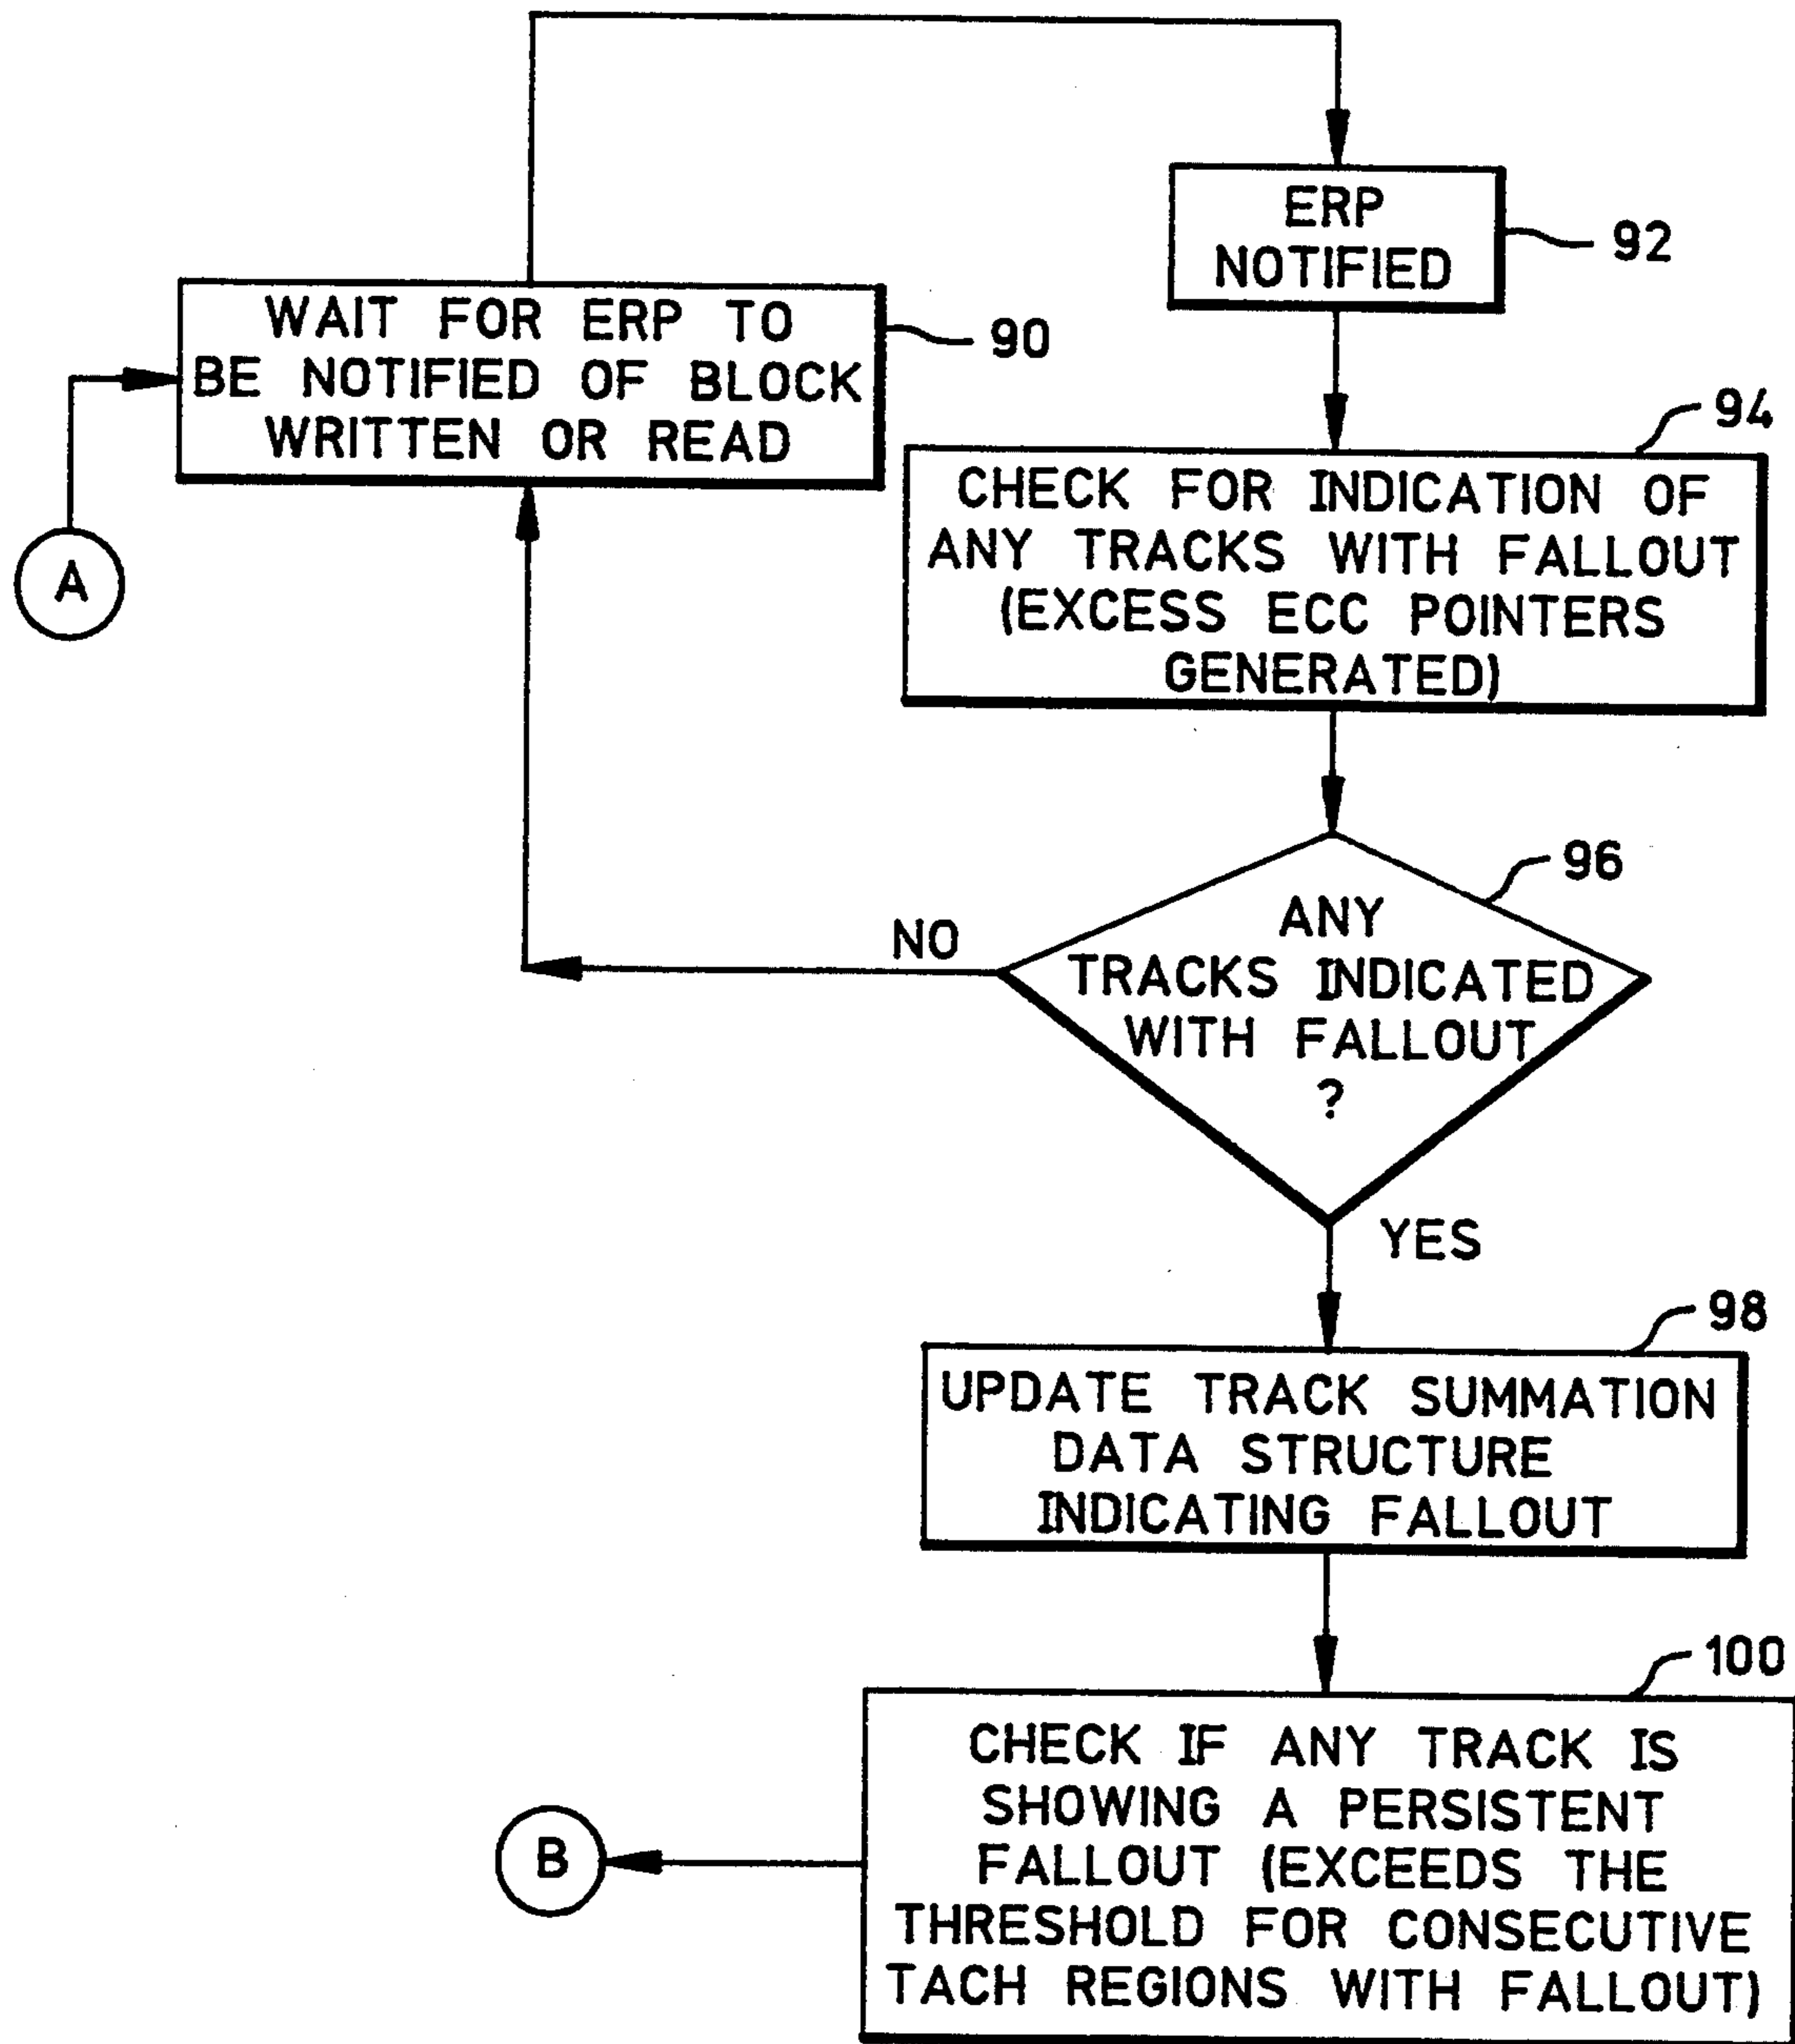 ERP
NOTIFIED
92
WAIT FOR ERP TO
BE NOTIFIED OF BLOCK
WRITTEN OR READ
90
A
94
CHECK FOR INDICATION OF
ANY TRACKS WITH FALLOUT
(EXCESS ECC POINTERS
GENERATED)
96
ANY
TRACKS INDICATED
WITH FALLOUT
?
NO
YES
98
UPDATE TRACK SUMMATION
DATA STRUCTURE
INDICATING FALLOUT
100
CHECK IF ANY TRACK IS
SHOWING A PERSISTENT
FALLOUT (EXCEEDS THE
THRESHOLD FOR CONSECUTIVE
TACH REGIONS WITH FALLOUT)
B